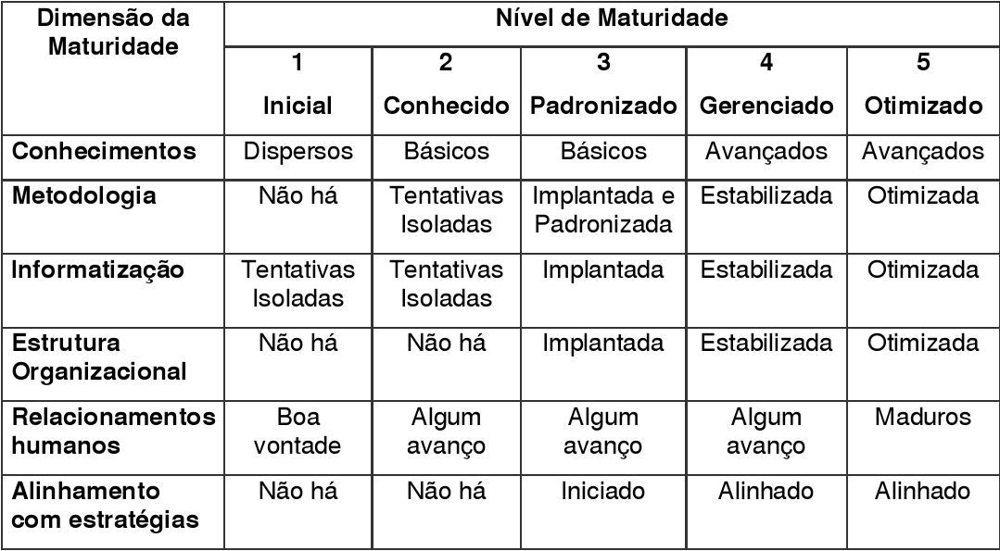 Dimensão da
Maturidade
Nível de Maturidade
1
2
3
4
5
Inicial
Conhecido
Padronizado
Gerenciado
Otimizado
Conhecimentos
Dispersos
Básicos
Básicos
Avançados
Avançados
Metodologia
Não há
Tentativas
Isoladas
Implantada e
Padronizada
Estabilizada
Otimizada
Informatização
Tentativas
Isoladas
Tentativas
Isoladas
Implantada
Estabilizada
Otimizada
Estrutura
Organizacional
Não há
Não há
Implantada
Estabilizada
Otimizada
Relacionamentos
humanos
Boa
vontade
Algum
avanço
Algum
avanço
Algum
avanço
Maduros
Alinhamento
com estratégias
Não há
Não há
Iniciado
Alinhado
Alinhado